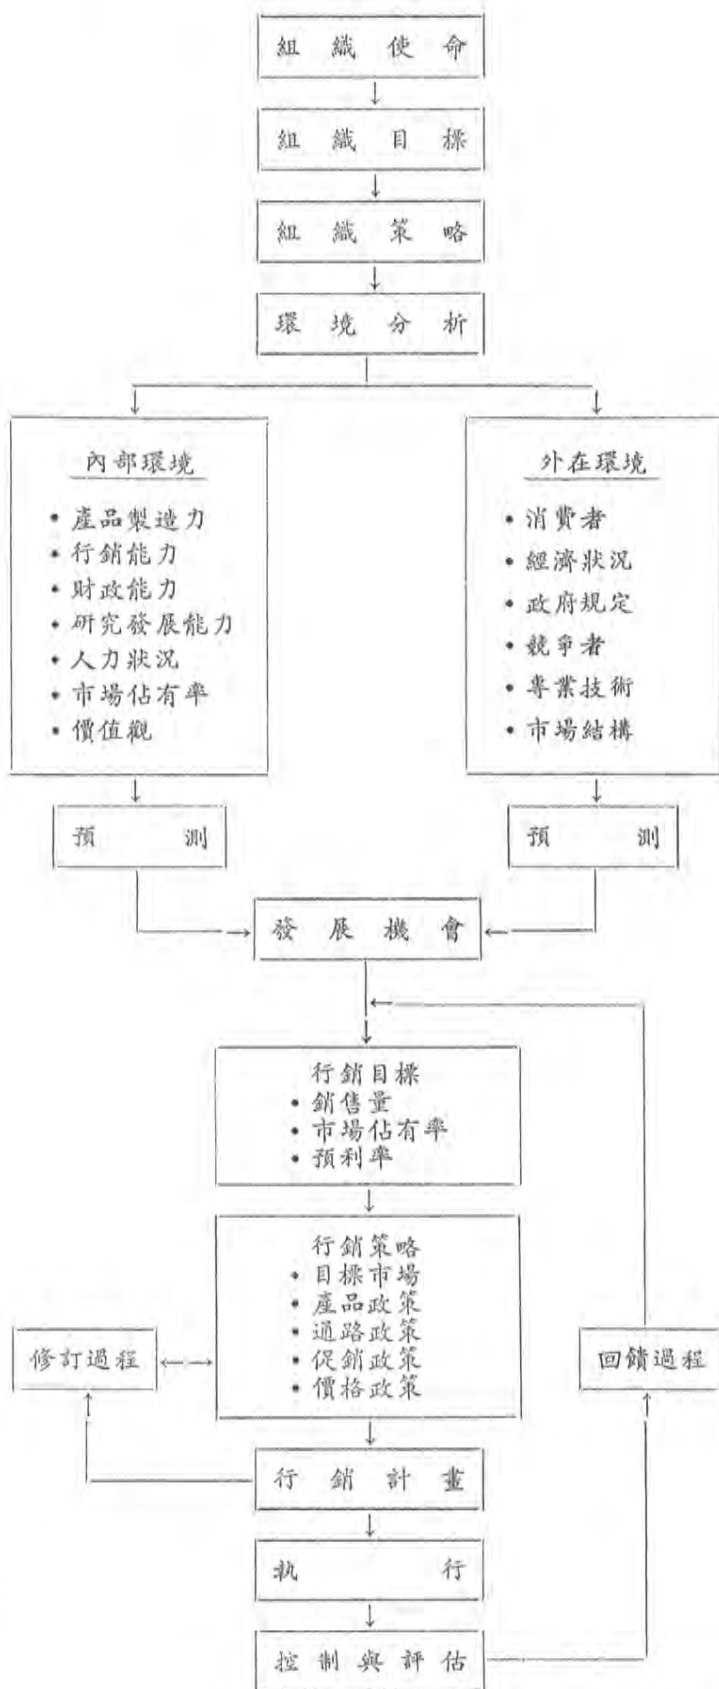 組織使命
組織目標
組織策略
環境分析
內部環境
• 產品製造力
• 行銷能力
• 財政能力
• 研究發展能力
• 人力狀況
• 市場佔有率
• 價值觀
外在環境
• 消費者
• 經濟狀況
• 政府規定
• 競爭者
• 專業技術
• 市場結構
預測
預測
發展機會
行銷目標
• 銷售量
• 市場佔有率
• 預利率
行銷策略
• 目標市場
• 產品政策
• 通路政策
• 促銷政策
• 價格政策
修訂過程
回饋過程
行銷計畫
執行
控制與評估